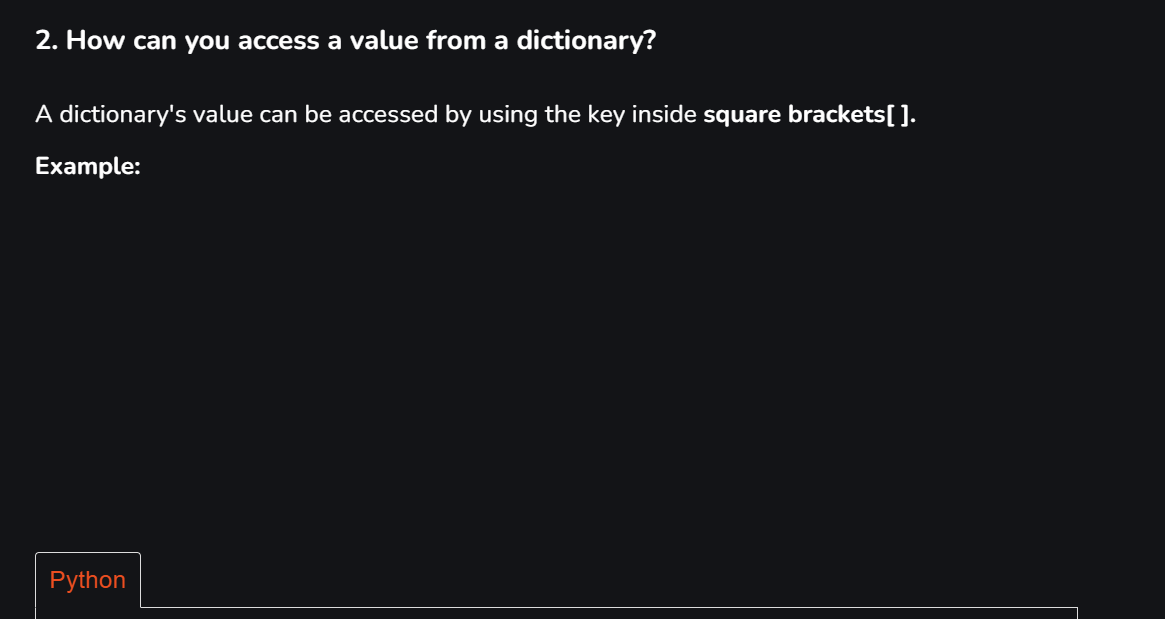 2. How can you access a value from a dictionary?
A dictionary's value can be accessed by using the key inside square brackets[ ].
Example:
Python